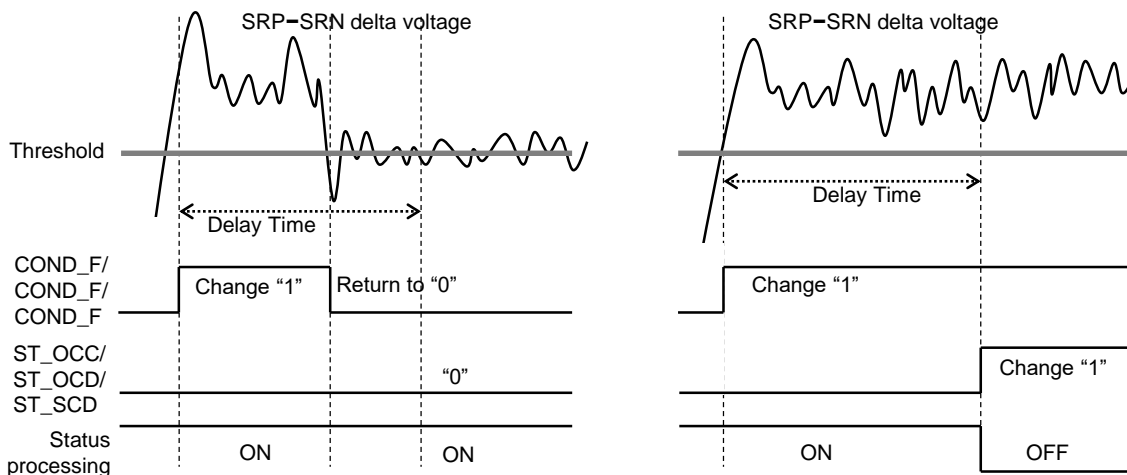 SRP−SRN delta voltage
SRP−SRN delta voltage
Threshold
Delay Time
Delay Time
COND_F/
COND_F/
COND_F
Change “1”
Return to “0”
Change “1”
ST_OCC/
ST_OCD/
ST_SCD
“0”
Change “1”
Status
processing
ON
ON
ON
OFF